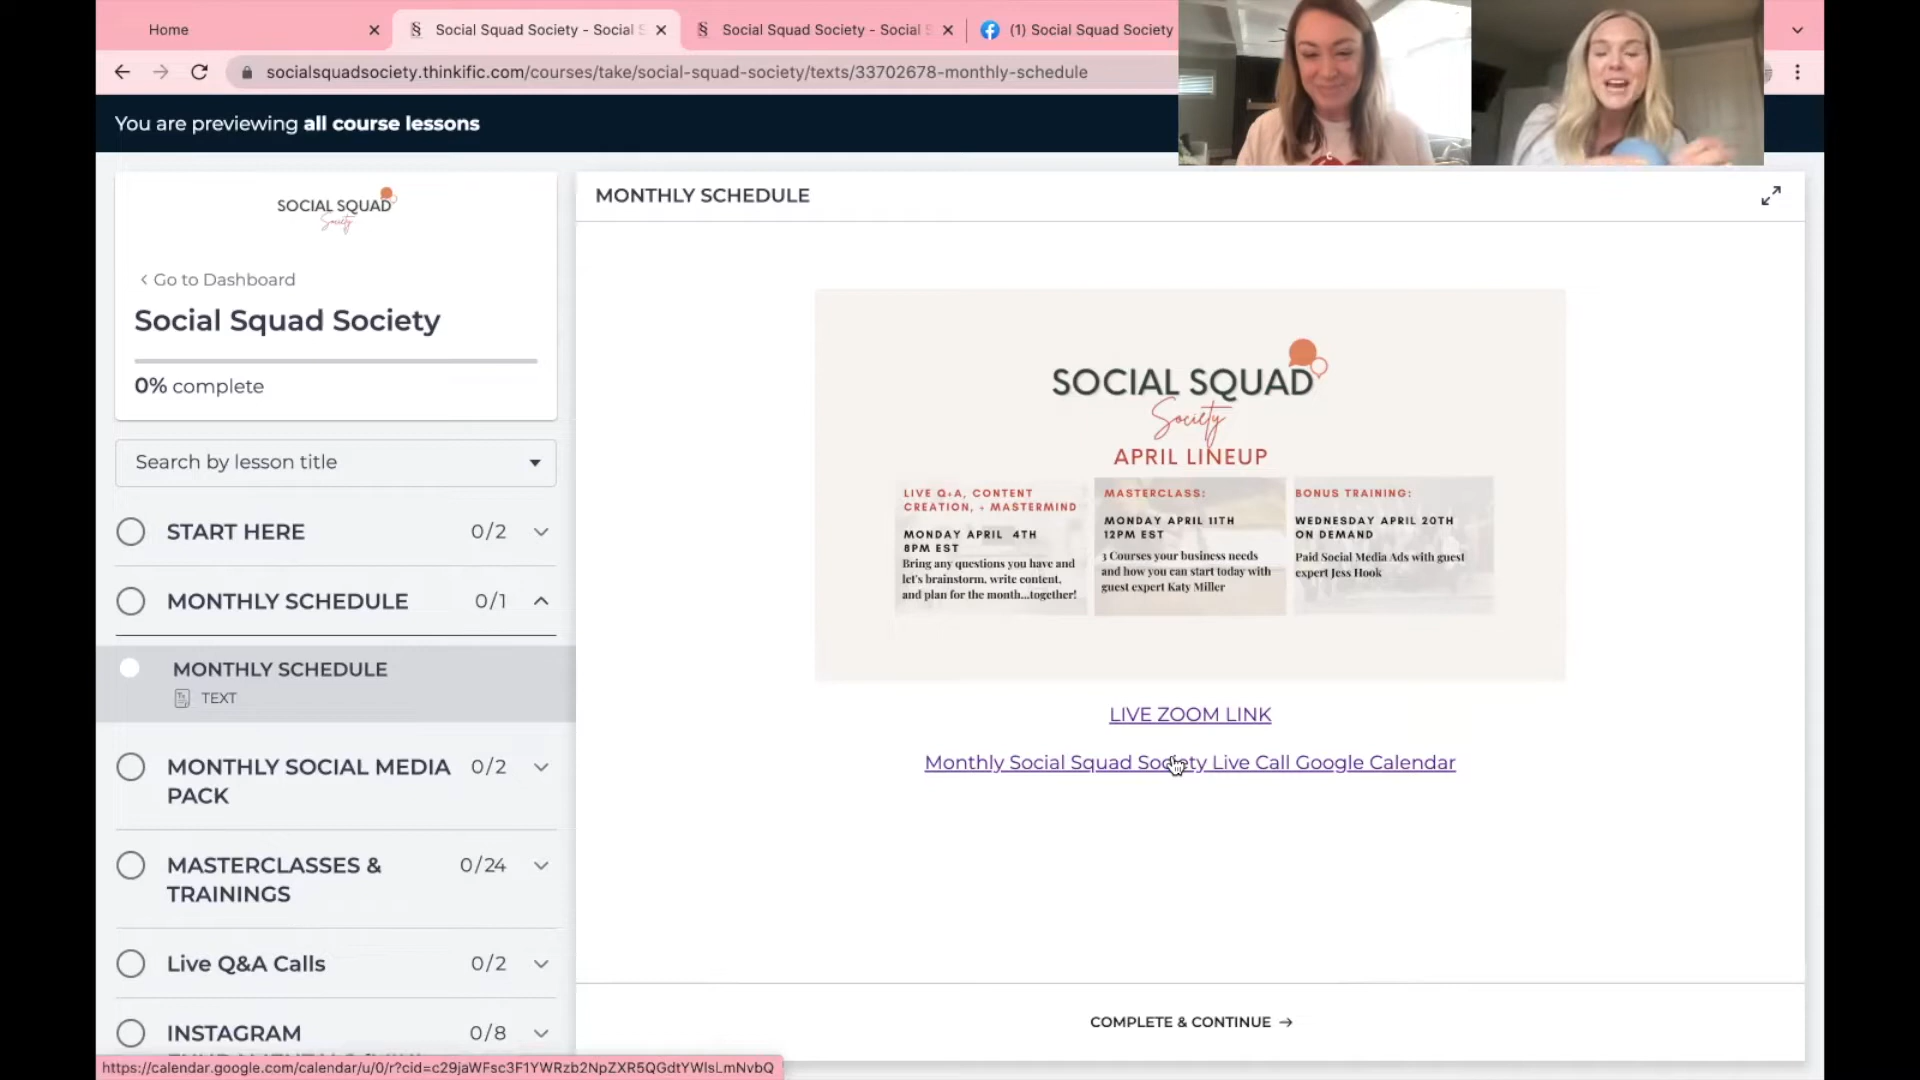 Home
Social Squad Society - Social S
Social Squad Society - Social S
(1) Social Squad Society
socialsquadsociety.thinkific.com/courses/take/social-squad-society/texts/33702678-monthly-schedule
You are previewing all course lessons
SOCIAL SQUAD
Society
Go to Dashboard
Social Squad Society
0% complete
Search by lesson title
START HERE 0/2
MONTHLY SCHEDULE 0/1
MONTHLY SCHEDULE
TEXT
MONTHLY SOCIAL MEDIA 0/2
PACK
MASTERCLASSES & 0/24
TRAININGS
Live Q&A Calls 0/2
INSTAGRAM 0/8
MONTHLY SCHEDULE
SOCIAL SQUAD
Society
APRIL LINEUP
LIVE Q+A, CONTENT
CREATION, + MASTERMIND
MONDAY APRIL 4TH
8PM EST
Bring any questions you have and
let's brainstorm, write content,
and plan for the month...together!
MASTERCLASS:
MONDAY APRIL 11TH
12PM EST
3 Courses your business needs
and how you can start today with
guest expert Katy Miller
BONUS TRAINING:
WEDNESDAY APRIL 20TH
ON DEMAND
Paid Social Media Ads with guest
expert Jess Hook
LIVE ZOOM LINK
Monthly Social Squad Society Live Call Google Calendar
COMPLETE & CONTINUE →
https://calendar.google.com/calendar/u/0/r?cid=c29jaWFsc3F1YWRzb2NpZXR5QGdtYWlsLmNvbQ